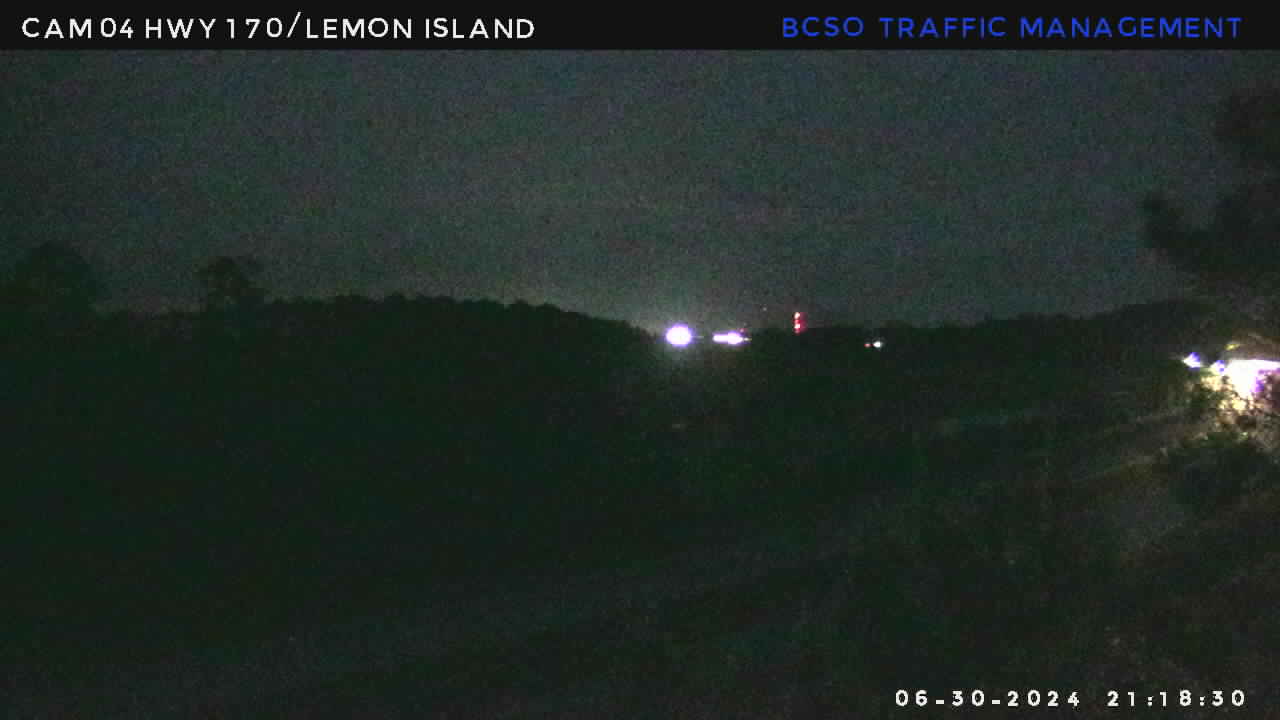 CAM04 HWY 170/LEMON ISLAND
BCSO TRAFFIC MANAGEMENT
06-30-2024 21:18:30